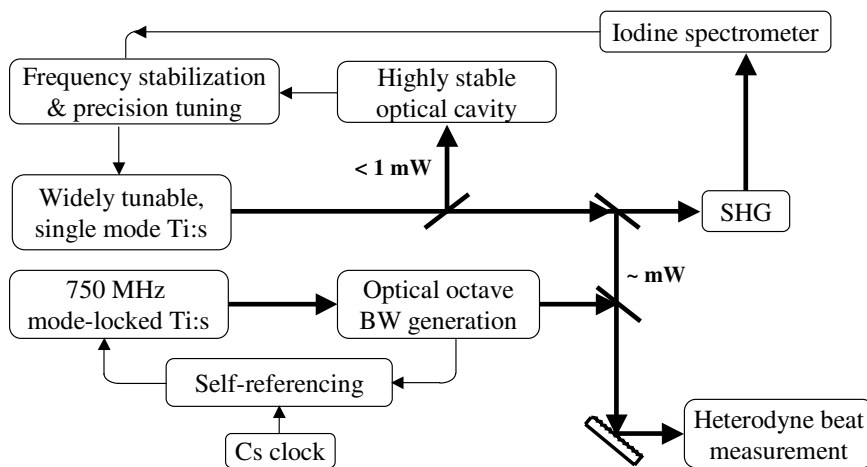 Iodine spectrometer
Frequency stabilization
& precision tuning
Highly stable
optical cavity
< 1 mW
Widely tunable,
single mode Ti:s
SHG
~ mW
750 MHz
mode-locked Ti:s
Optical octave
BW generation
Self-referencing
Cs clock
Heterodyne beat
measurement